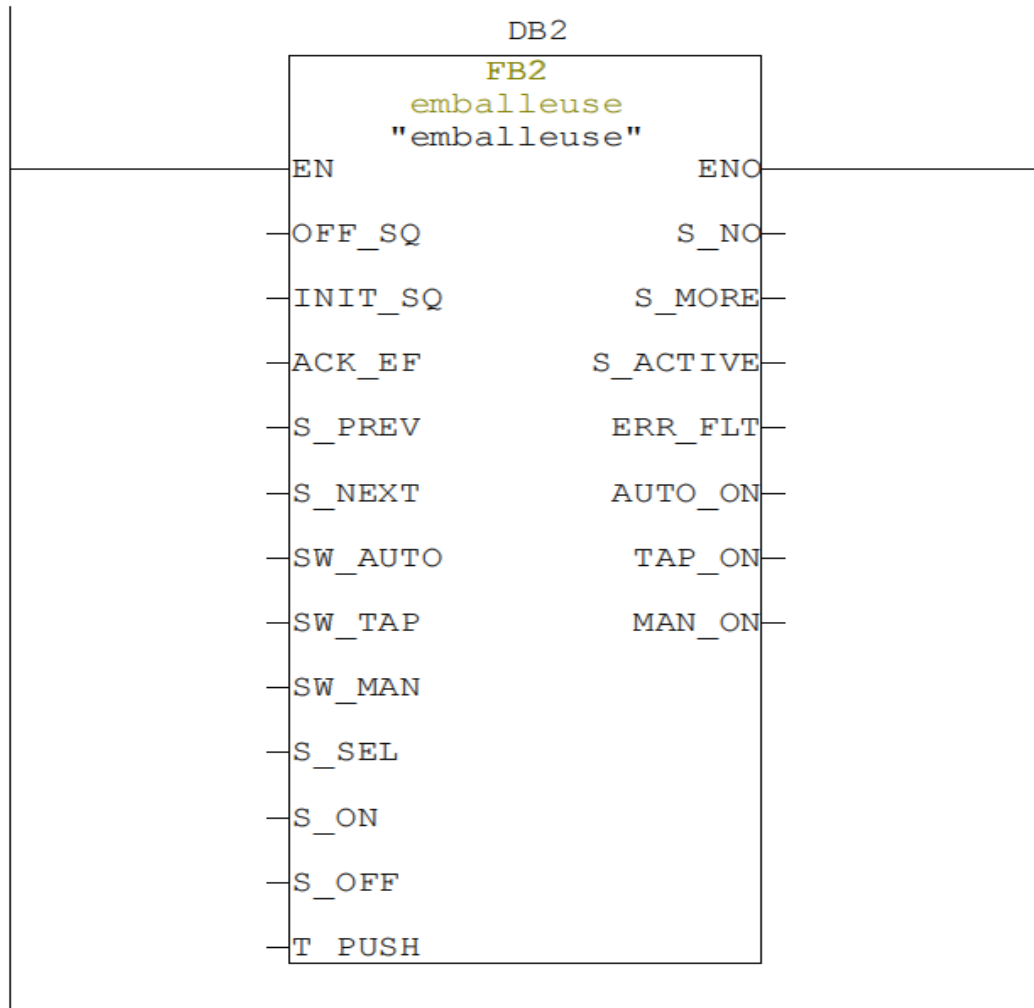 DB2
FB2
emballeuse
"emballeuse"
EN ENO
OFF_SQ S_NO
INIT_SQ S_MORE
ACK_EF S_ACTIVE
S_PREV ERR_FLT
S_NEXT AUTO_ON
SW_AUTO TAP_ON
SW_TAP MAN_ON
SW_MAN
S_SEL
S_ON
S_OFF
T_PUSH